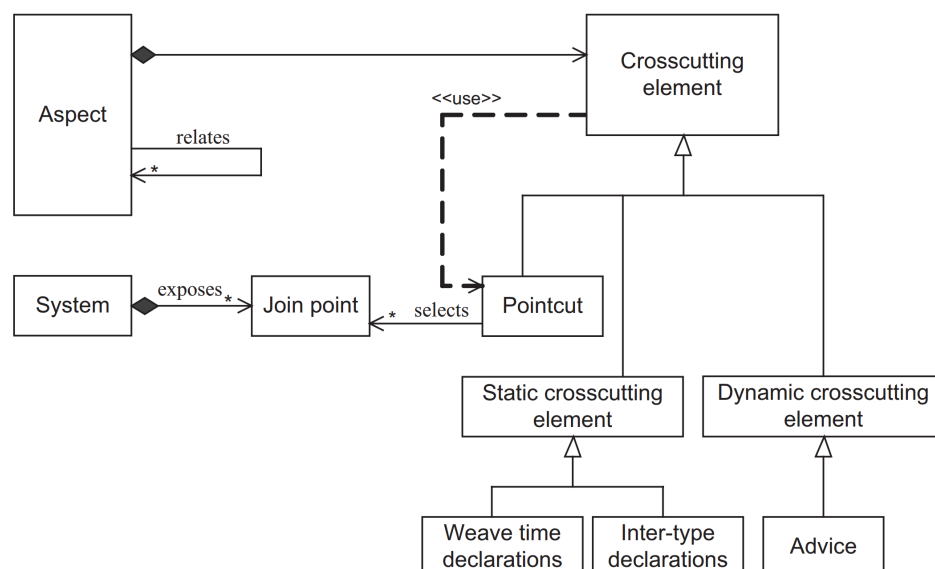 Crosscutting
element
<<use>>
Aspect
relates
*
System
exposes
*
Join point
*
selects
Pointcut
Static crosscutting
element
Dynamic crosscutting
element
Weave time
declarations
Inter-type
declarations
Advice